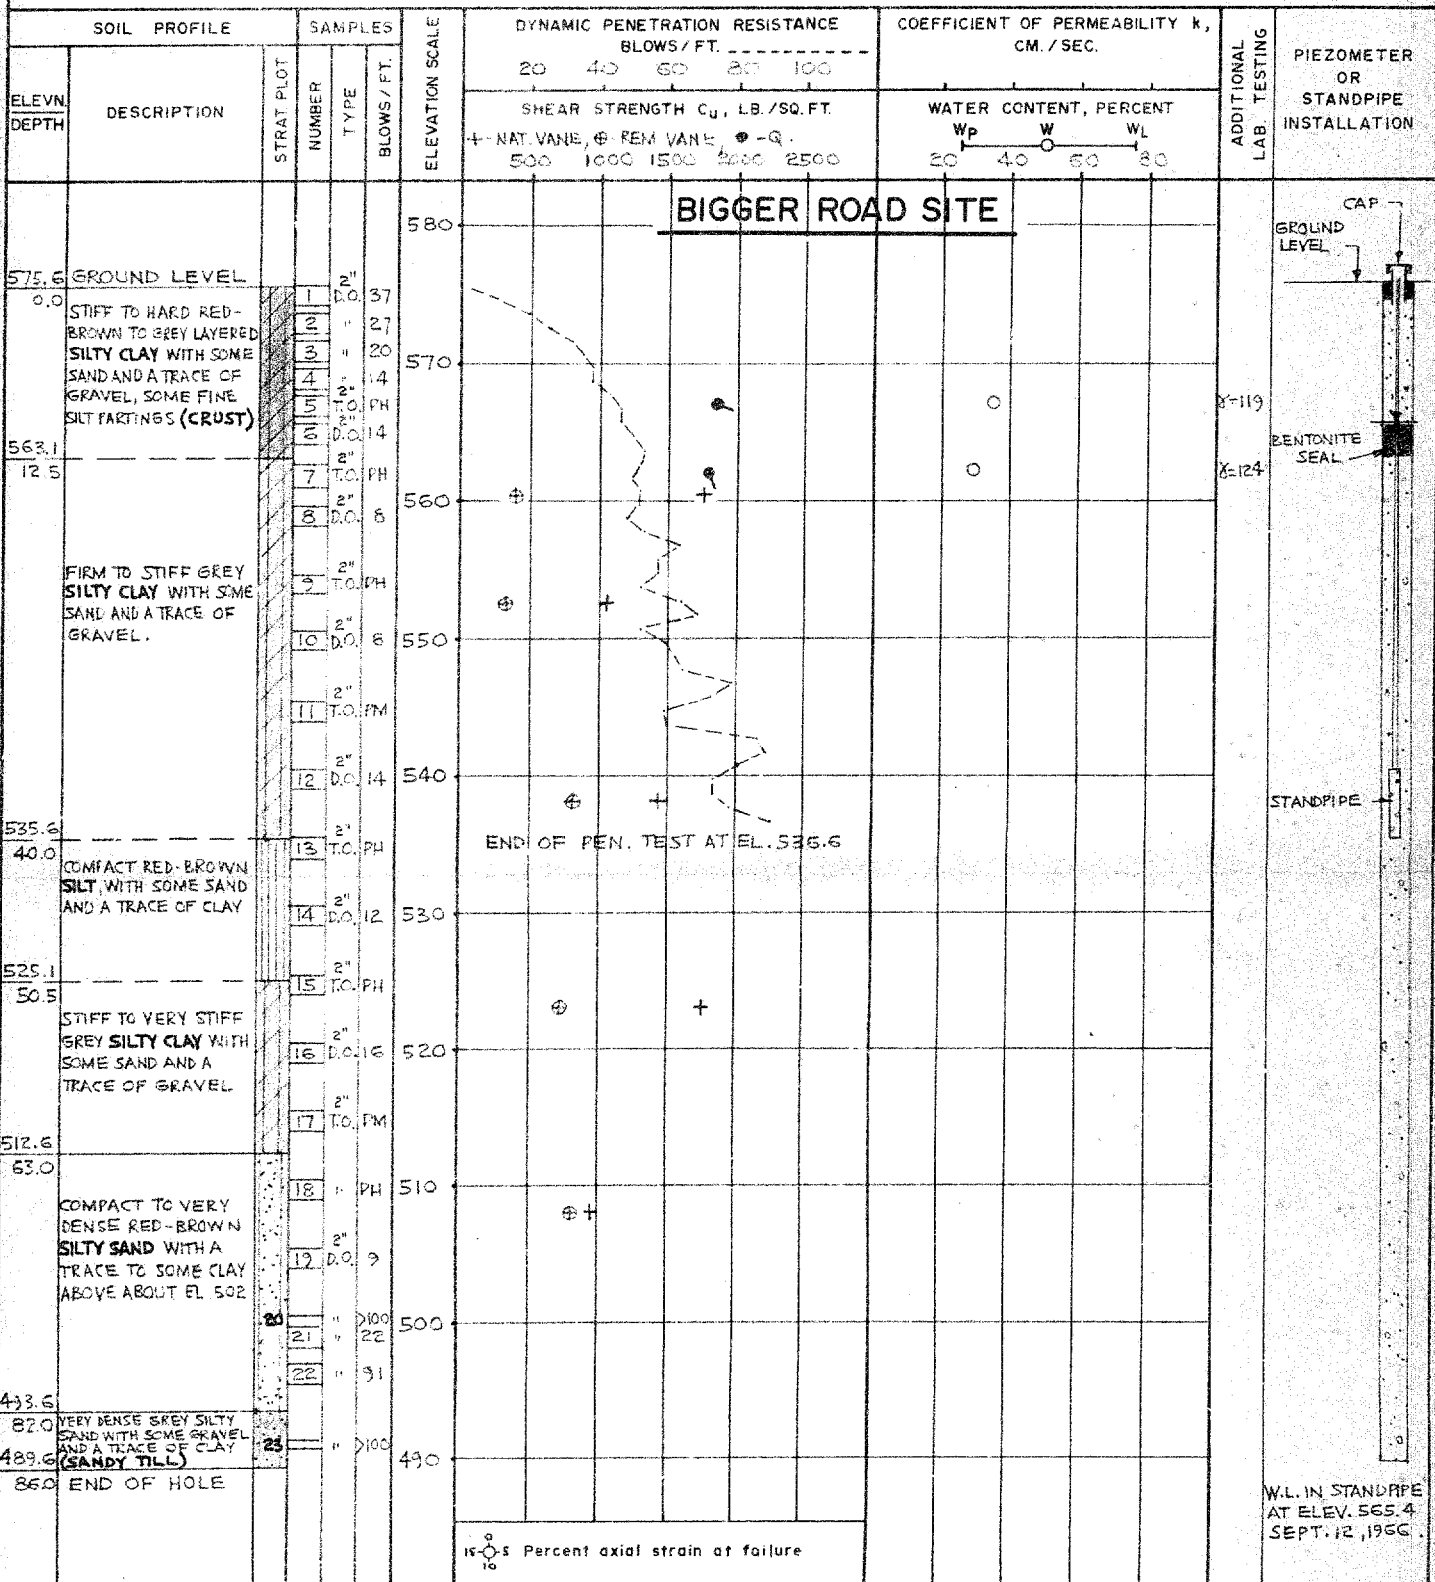 SOIL PROFILE
SAMPLES
ELEVN.
DEPTH
DESCRIPTION
STRAT PLOT
NUMBER
TYPE
BLOWS / FT.
ELEVATION SCALE
DYNAMIC PENETRATION RESISTANCE
BLOWS / FT. ----------
20 40 60 80 100
SHEAR STRENGTH Cu, LB./SQ.FT.
+-NAT. VANE, ⊕-REM VANE, ●-Q.
500 1000 1500 2000 2500
COEFFICIENT OF PERMEABILITY k,
CM. / SEC.
WATER CONTENT, PERCENT
WP W WL
20 40 60 80
ADDITIONAL
LAB. TESTING
PIEZOMETER
OR
STANDPIPE
INSTALLATION
BIGGER ROAD SITE
575.6 GROUND LEVEL
0.0
STIFF TO HARD RED-
BROWN TO GREY LAYERED
SILTY CLAY WITH SOME
SAND AND A TRACE OF
GRAVEL, SOME FINE
SILT PARTINGS (CRUST)
563.1
12.5
FIRM TO STIFF GREY
SILTY CLAY WITH SOME
SAND AND A TRACE OF
GRAVEL.
535.6
40.0
COMPACT RED-BROWN
SILT, WITH SOME SAND
AND A TRACE OF CLAY
525.1
50.5
STIFF TO VERY STIFF
GREY SILTY CLAY WITH
SOME SAND AND A
TRACE OF GRAVEL
512.6
63.0
COMPACT TO VERY
DENSE RED-BROWN
SILTY SAND WITH A
TRACE TO SOME CLAY
ABOVE ABOUT EL 502
493.6
82.0
VERY DENSE GREY SILTY
SAND WITH SOME GRAVEL
AND A TRACE OF CLAY
(SANDY TILL)
489.6
86.0 END OF HOLE
1 2" D.O. 37
2 " 27
3 " 20
4 " 14
5 2" T.O. PH
6 2" D.O. 14
7 2" T.O. PH
8 2" D.O. 8
9 2" T.O. PH
10 2" D.O. 6
11 2" T.O. PM
12 2" D.O. 14
13 2" T.O. PH
14 2" D.O. 12
15 2" T.O. PH
16 2" D.O. 16
17 2" T.O. PM
18 " PH
19 2" D.O. 9
20 " >100
21 " 22
22 " 91
23 " >100
580
570
560
550
540
530
520
510
500
490
END OF PEN. TEST AT EL. 536.6
γ=119
γ=124
CAP
GROUND
LEVEL
BENTONITE
SEAL
STANDPIPE
W.L. IN STANDPIPE
AT ELEV. 565.4
SEPT. 12, 1966.
0
15 5 Percent axial strain at failure
10